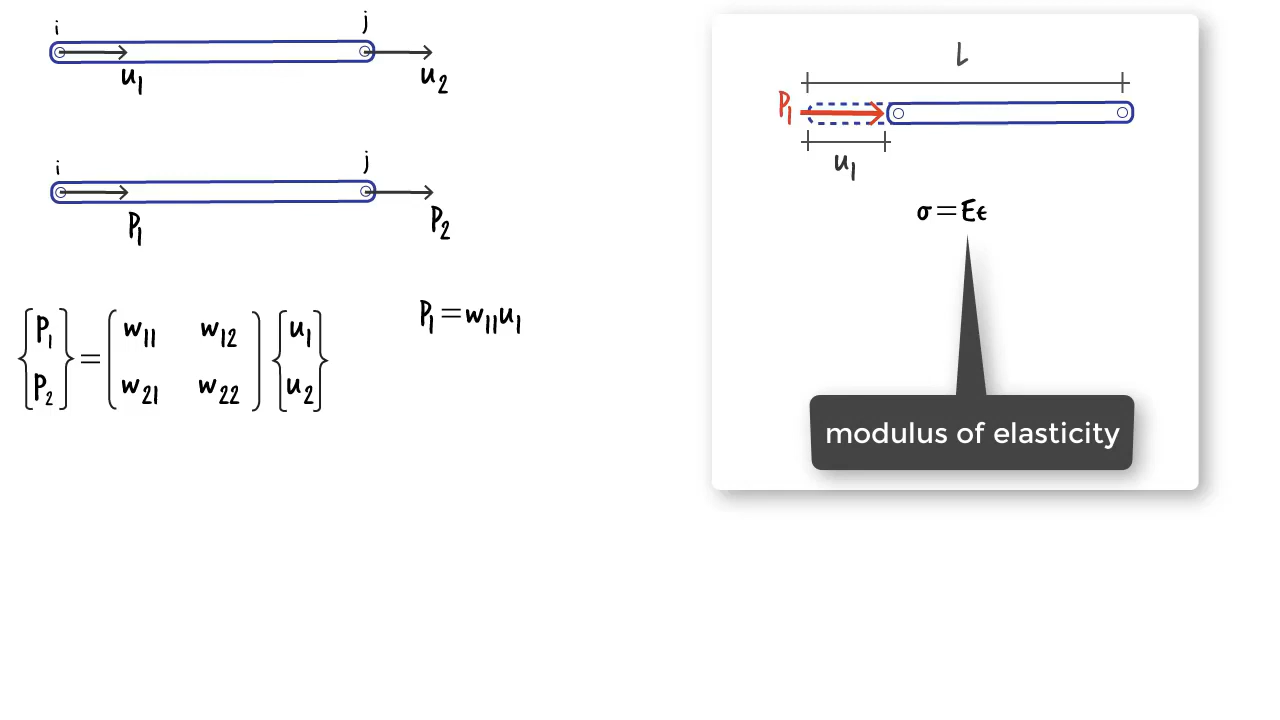 i j
u1 u2
i j
P1 P2
{P1 P2} = (w11 w12 w21 w22) {u1 u2}
P1 = w11u1
L
P1
u1
σ=Eϵ
modulus of elasticity